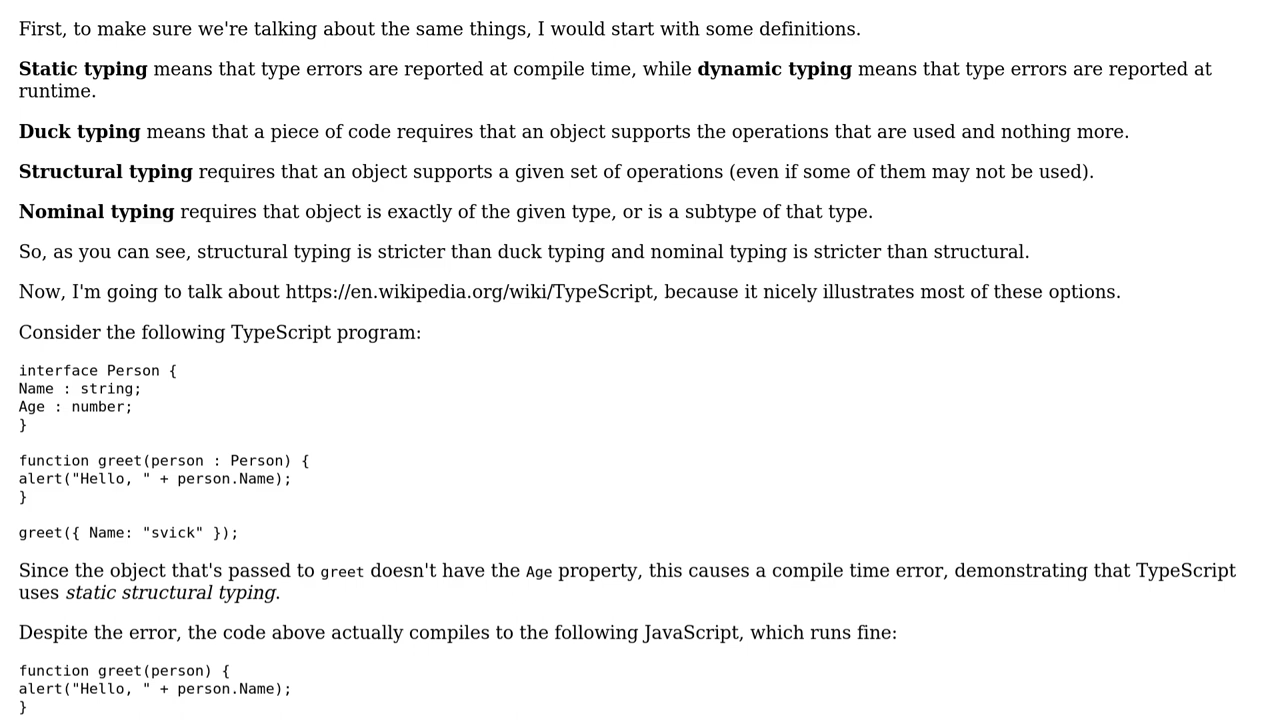 First, to make sure we're talking about the same things, I would start with some definitions.
Static typing means that type errors are reported at compile time, while dynamic typing means that type errors are reported at
runtime.
Duck typing means that a piece of code requires that an object supports the operations that are used and nothing more.
Structural typing requires that an object supports a given set of operations (even if some of them may not be used).
Nominal typing requires that object is exactly of the given type, or is a subtype of that type.
So, as you can see, structural typing is stricter than duck typing and nominal typing is stricter than structural.
Now, I'm going to talk about https://en.wikipedia.org/wiki/TypeScript, because it nicely illustrates most of these options.
Consider the following TypeScript program:
interface Person {
Name : string;
Age : number;
}
function greet(person : Person) {
alert("Hello, " + person.Name);
}
greet({ Name: "svick" });
Since the object that's passed to greet doesn't have the Age property, this causes a compile time error, demonstrating that TypeScript
uses static structural typing.
Despite the error, the code above actually compiles to the following JavaScript, which runs fine:
function greet(person) {
alert("Hello, " + person.Name);
}